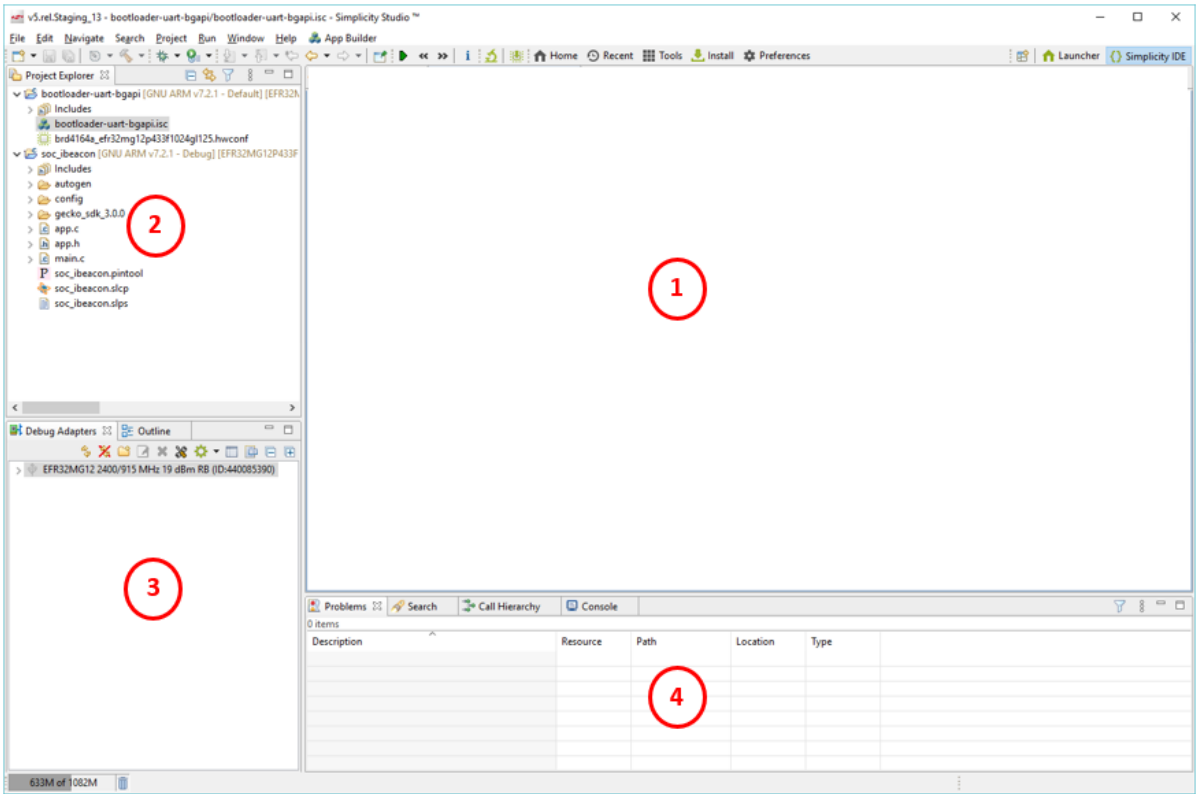 v5.rel.Staging_13 - bootloader-uart-bgapi/bootloader-uart-bgapi.isc - Simplicity Studio ™
File Edit Navigate Search Project Run Window Help App Builder
Home Recent Tools Install Preferences Launcher Simplicity IDE
Project Explorer
bootloader-uart-bgapi [GNU ARM v7.2.1 - Default] [EFR32M
Includes
bootloader-uart-bgapi.isc
brd4164a_efr32mg12p433f1024gl125.hwconf
soc_ibeacon [GNU ARM v7.2.1 - Debug] [EFR32MG12P433F
Includes
autogen
config
gecko_sdk_3.0.0
app.c
app.h
main.c
soc_ibeacon.pintool
soc_ibeacon.slcp
soc_ibeacon.slps
2
1
Debug Adapters Outline
EFR32MG12 2400/915 MHz 19 dBm RB (ID:440085390)
3
Problems Search Call Hierarchy Console
0 items
Description Resource Path Location Type
4
633M of 1082M